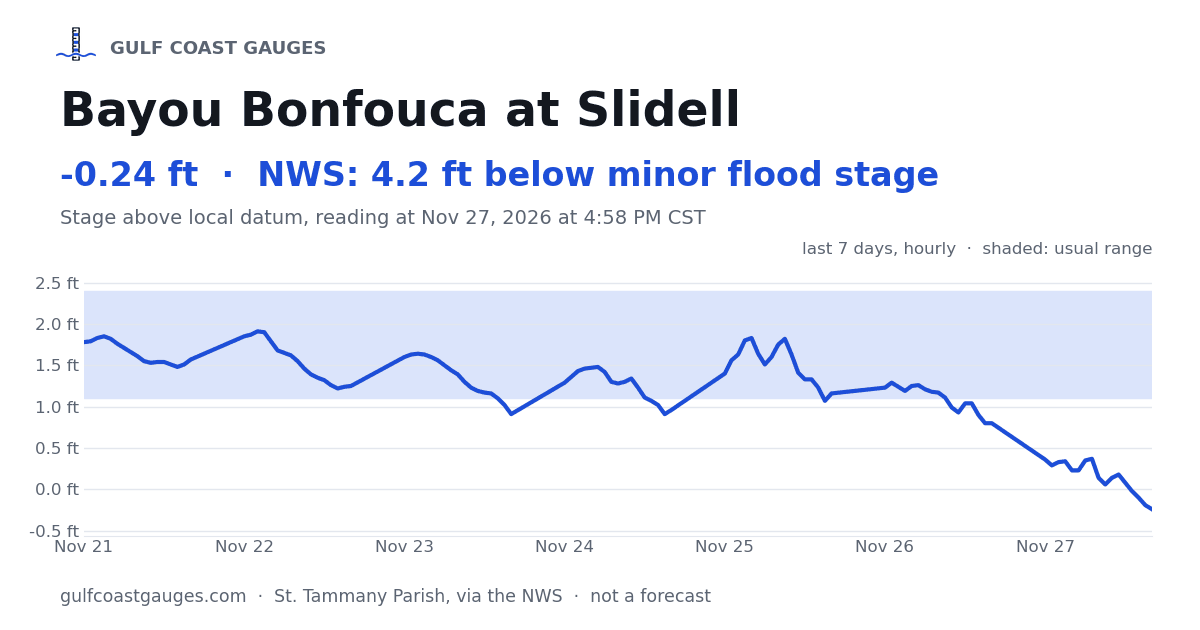 GULF COAST GAUGES
Bayou Bonfouca at Slidell
-0.24 ft · NWS: 4.2 ft below minor flood stage
Stage above local datum, reading at Nov 27, 2026 at 4:58 PM CST
last 7 days, hourly · shaded: usual range
2.5 ft
2.0 ft
1.5 ft
1.0 ft
0.5 ft
0.0 ft
-0.5 ft
Nov 21 Nov 22 Nov 23 Nov 24 Nov 25 Nov 26 Nov 27
gulfcoastgauges.com · St. Tammany Parish, via the NWS · not a forecast